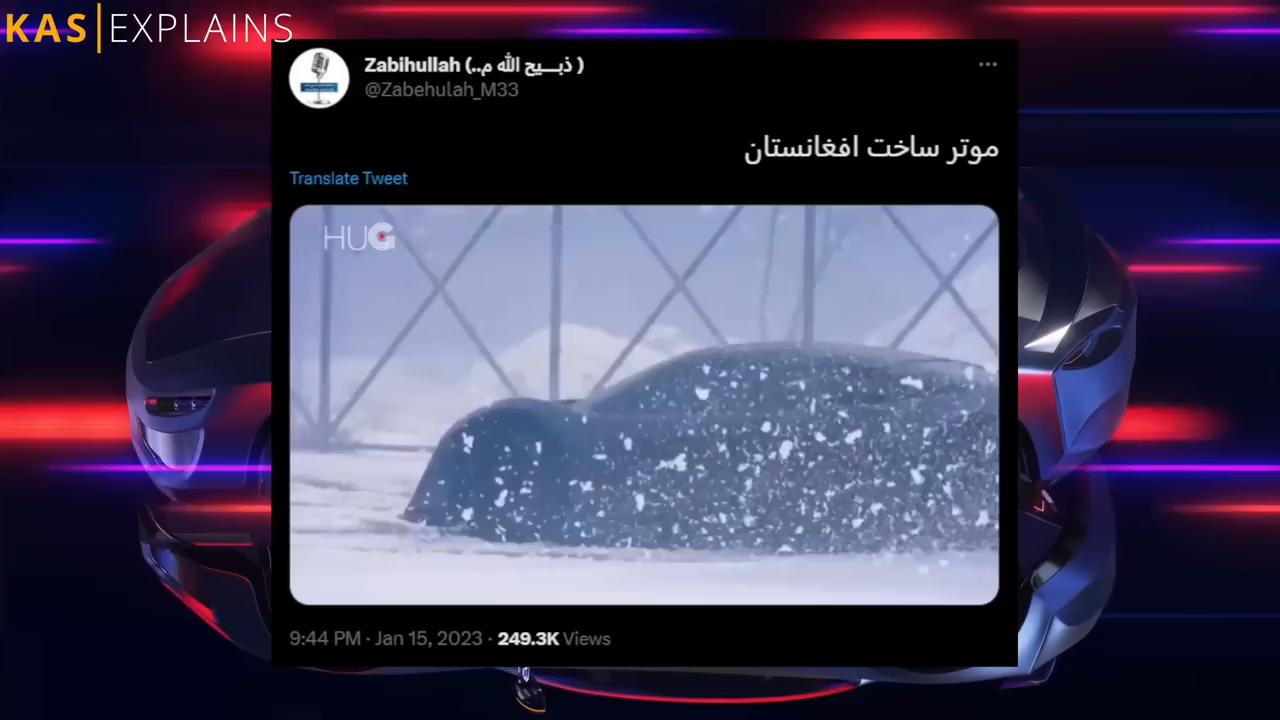 KAS|EXPLAINS
Zabihullah (..ذبـــیح الله م )
@Zabehulah_M33
موتر ساخت افغانستان
Translate Tweet
HUG
9:44 PM · Jan 15, 2023 · 249.3K Views